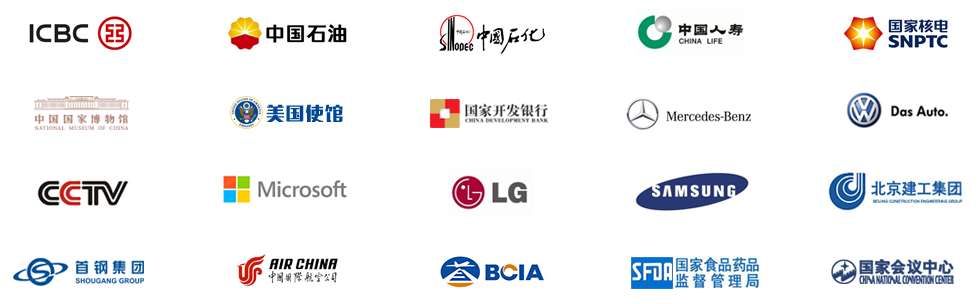 ICBC
中国石油
SINOPEC 中国石化
中国人寿
CHINA LIFE
国家核电
SNPTC
中国国家博物馆
NATIONAL MUSEUM OF CHINA
美国使馆
国家开发银行
CHINA DEVELOPMENT BANK
Mercedes-Benz
Das Auto.
CCTV
Microsoft
LG
SAMSUNG
北京建工集团
BEIJING CONSTRUCTION ENGINEERING GROUP
首钢集团
SHOUGANG GROUP
AIR CHINA
中国国际航空公司
BCIA
SFDA 国家食品药品
监督管理局
国家会议中心
CHINA NATIONAL CONVENTION CENTER